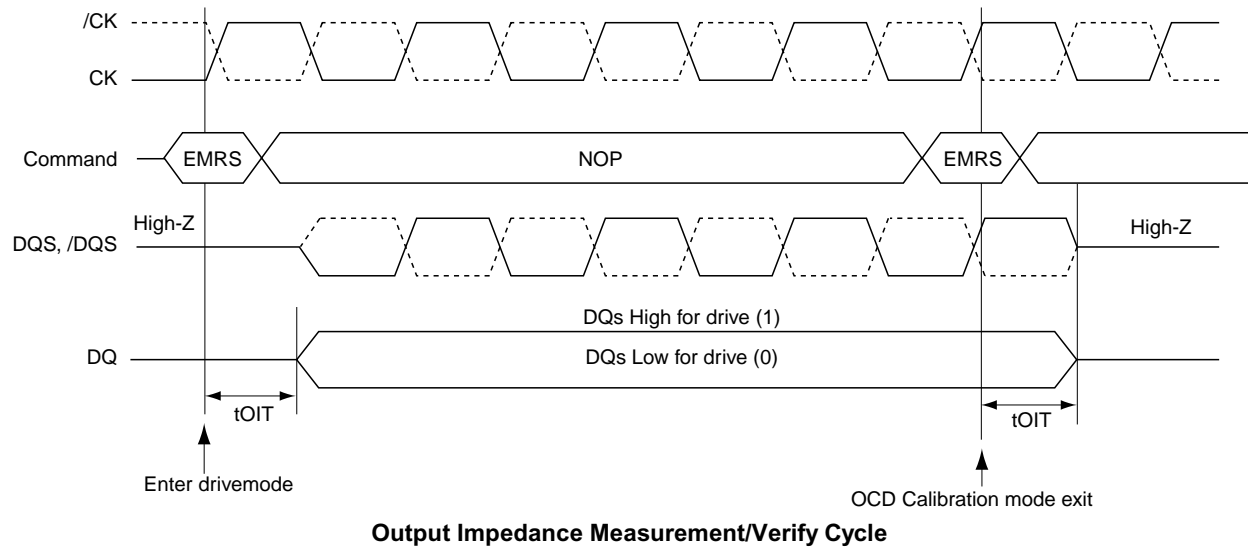 /CK
CK
Command
EMRS
NOP
EMRS
High-Z
DQS, /DQS
High-Z
DQs High for drive (1)
DQ
DQs Low for drive (0)
tOIT
tOIT
Enter drivemode
OCD Calibration mode exit
Output Impedance Measurement/Verify Cycle